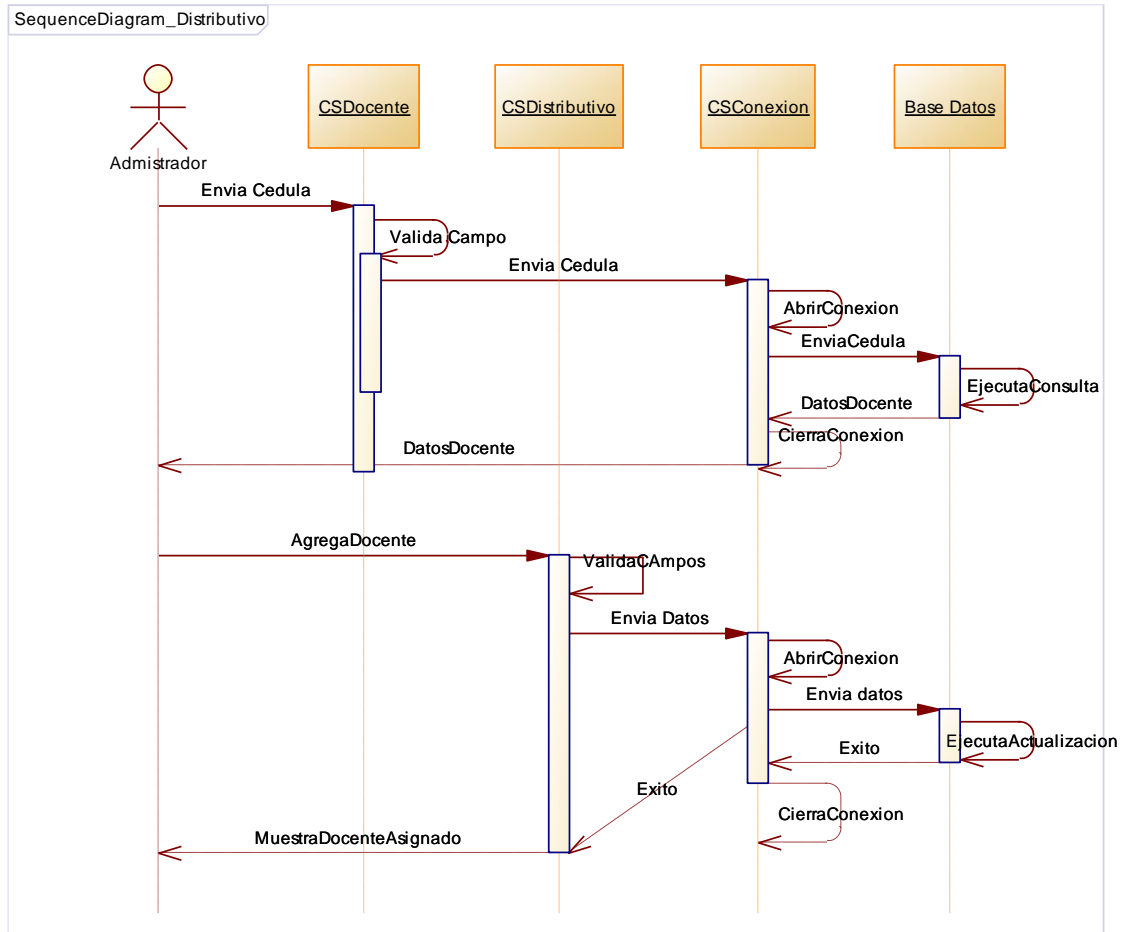 SequenceDiagram_Distributivo
CSDocente
CSDistributivo
CSConexion
Base Datos
Admistrador
Envia Cedula
Valida Campo
Envia Cedula
AbrirConexion
EnviaCedula
EjecutaConsulta
DatosDocente
CierraConexion
DatosDocente
AgregaDocente
ValidaCAmpos
Envia Datos
AbrirConexion
Envia datos
EjecutaActualizacion
Exito
Exito
CierraConexion
MuestraDocenteAsignado